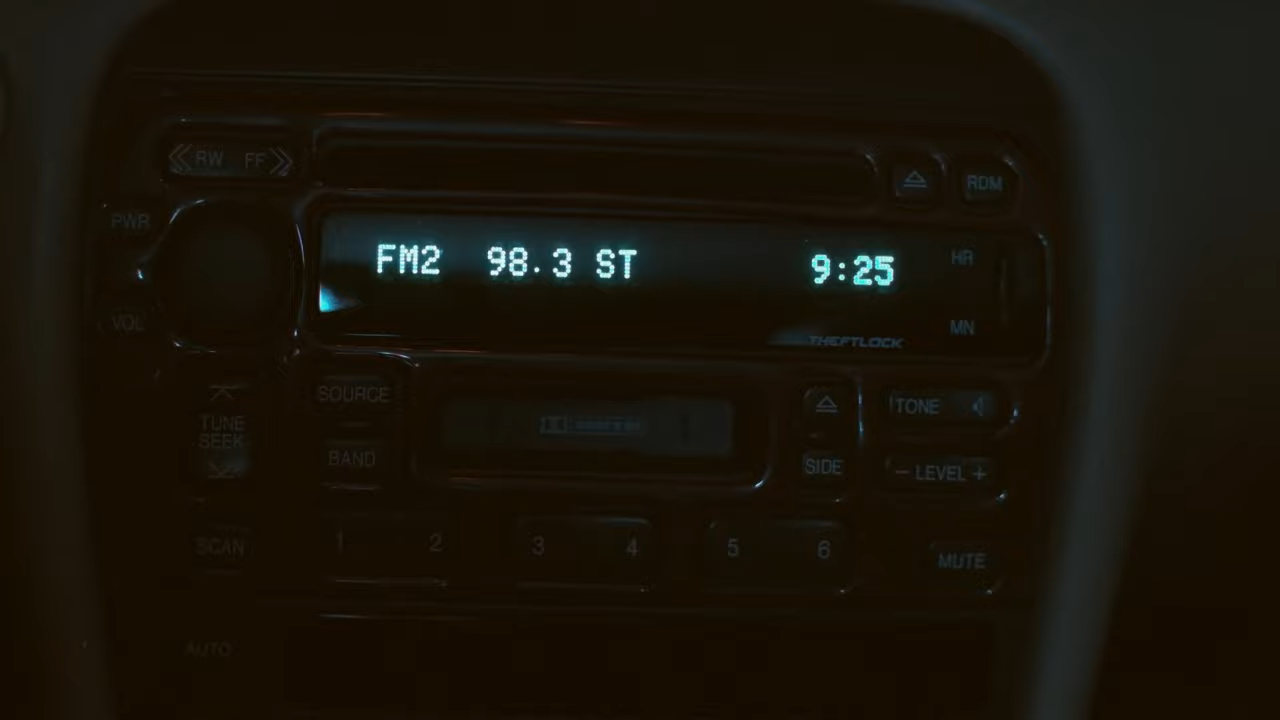 RW FF
RDM
PWR
FM2 98.3 ST 9:25
HR
VOL
MN
THEFTLOCK
SOURCE
TONE
TUNE
SEEK
BAND
SIDE
- LEVEL +
SCAN
1 2 3 4 5 6
MUTE
AUTO